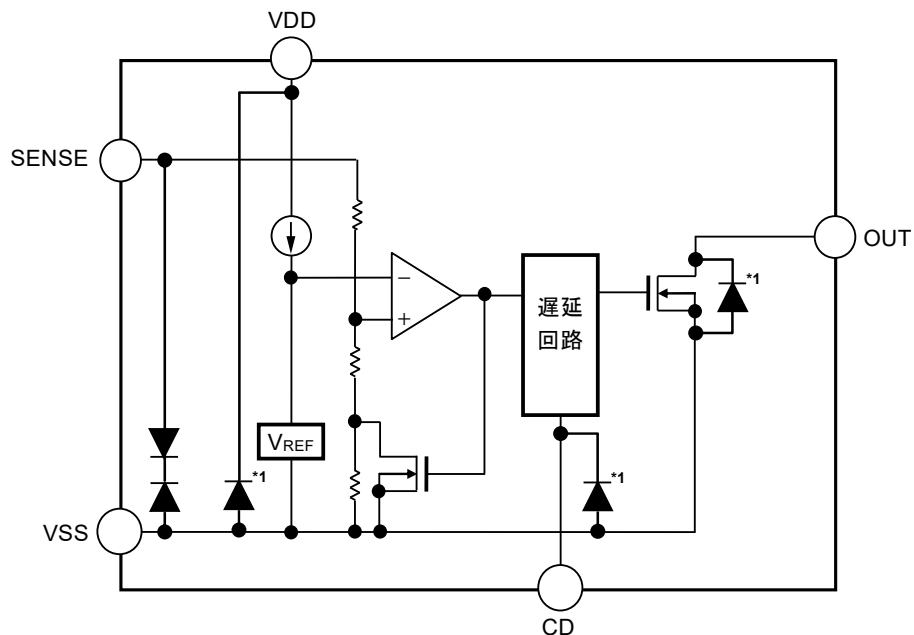 VDD
SENSE
OUT
−
+
*1
遅延
回路
VREF
*1
*1
VSS
CD